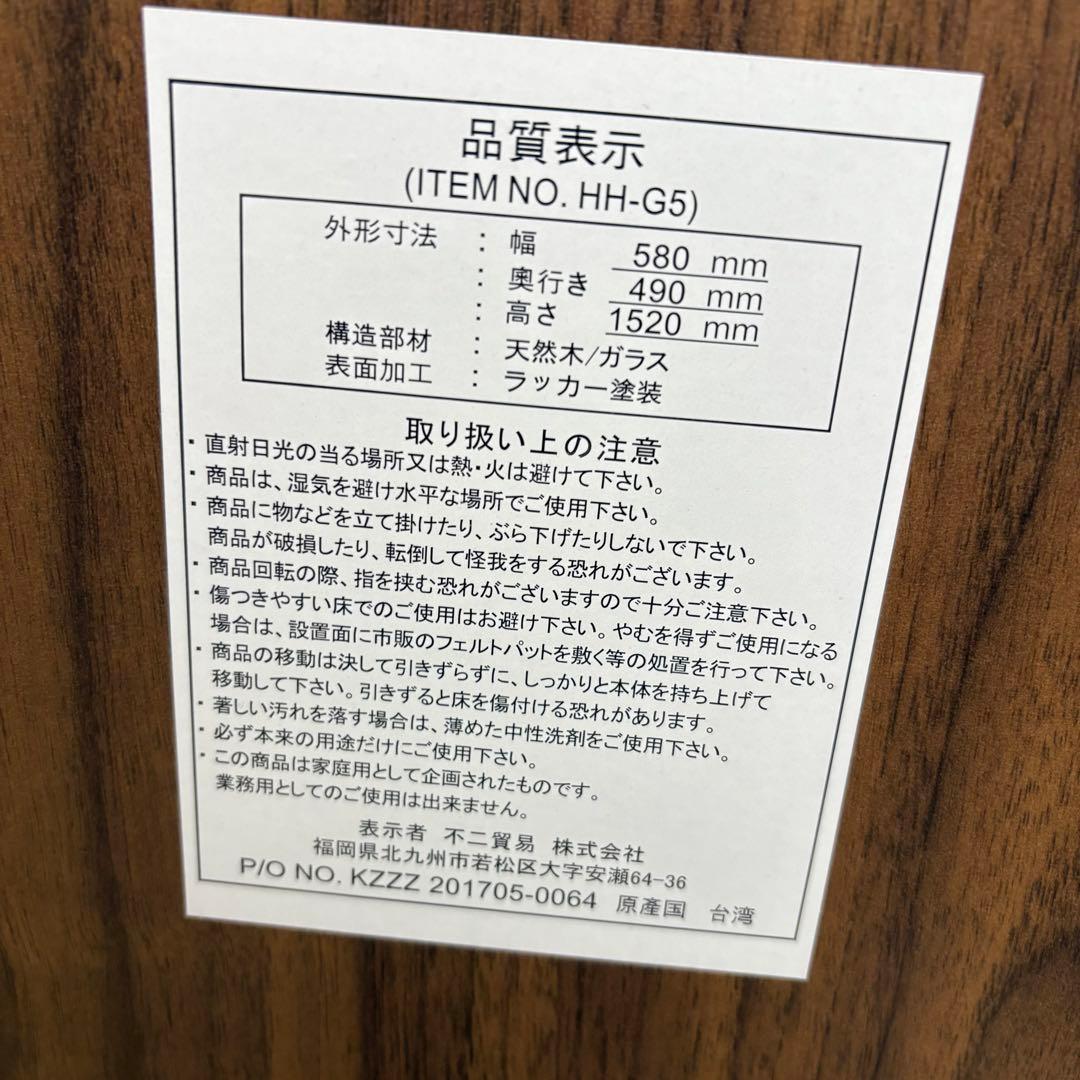 品質表示
(ITEM NO. HH-G5)
外形寸法 : 幅 580 mm
: 奥行き 490 mm
: 高さ 1520 mm
構造部材 : 天然木/ガラス
表面加工 : ラッカー塗装
取り扱い上の注意
・直射日光の当る場所又は熱・火は避けて下さい。
・商品は、湿気を避け水平な場所でご使用下さい。
・商品に物などを立て掛けたり、ぶら下げたりしないで下さい。
商品が破損したり、転倒して怪我をする恐れがございます。
・商品回転の際、指を挟む恐れがございますので十分ご注意下さい。
・傷つきやすい床でのご使用はお避け下さい。やむを得ずご使用になる
場合は、設置面に市販のフェルトパットを敷く等の処置を行って下さい。
・商品の移動は決して引きずらずに、しっかりと本体を持ち上げて
移動して下さい。引きずると床を傷付ける恐れがあります。
・著しい汚れを落す場合は、薄めた中性洗剤をご使用下さい。
・必ず本来の用途だけにご使用下さい。
・この商品は家庭用として企画されたものです。
業務用としてのご使用は出来ません。
表示者 不二貿易 株式会社
福岡県北九州市若松区大字安瀬64-36
P/O NO. KZZZ 201705-0064 原産国 台湾